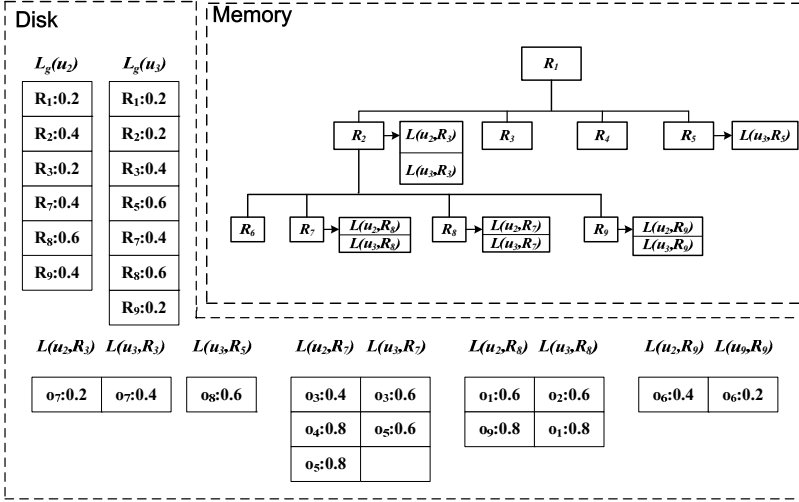 Disk
Memory
Lg(u2) Lg(u3)
R1:0.2 R1:0.2
R2:0.4 R2:0.2
R3:0.2 R3:0.4
R7:0.4 R5:0.6
R8:0.6 R7:0.4
R9:0.4 R8:0.6
R9:0.2
R1
R2 L(u2,R3) R3 R4 R5 L(u3,R5)
L(u3,R3)
R6 R7 L(u2,R8) R8 L(u2,R7) R9 L(u2,R9)
L(u3,R8) L(u3,R7) L(u3,R9)
L(u2,R3) L(u3,R3) L(u3,R5) L(u2,R7) L(u3,R7) L(u2,R8) L(u3,R8) L(u2,R9) L(u9,R9)
o7:0.2 o7:0.4 o8:0.6 o3:0.4 o3:0.6 o1:0.6 o2:0.6 o6:0.4 o6:0.2
o4:0.8 o5:0.6 o9:0.8 o1:0.8
o5:0.8